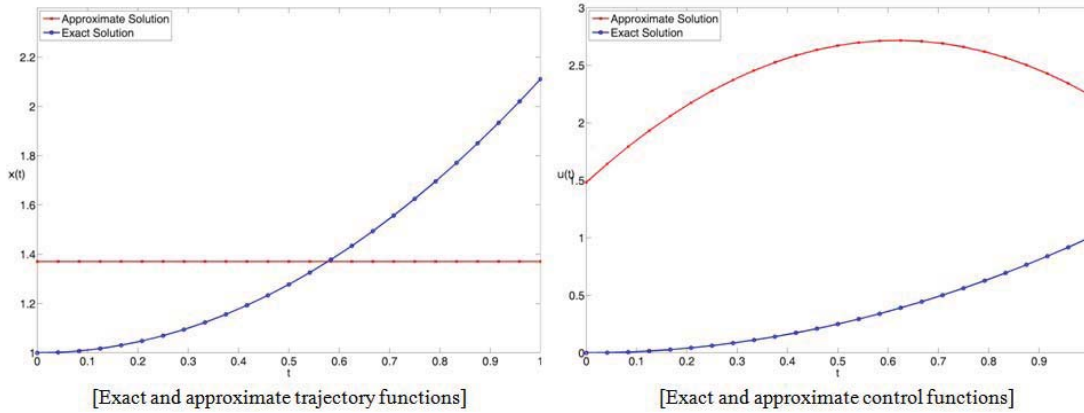 Approximate Solution
Exact Solution
2.2
2
1.8
x(t)
1.6
1.4
1.2
1
0 0.1 0.2 0.3 0.4 0.5 0.6 0.7 0.8 0.9 1
t
[Exact and approximate trajectory functions]
3
Approximate Solution
Exact Solution
2.5
2
u(t)
1.5
1
0.5
0
0 0.1 0.2 0.3 0.4 0.5 0.6 0.7 0.8 0.9
t
[Exact and approximate control functions]